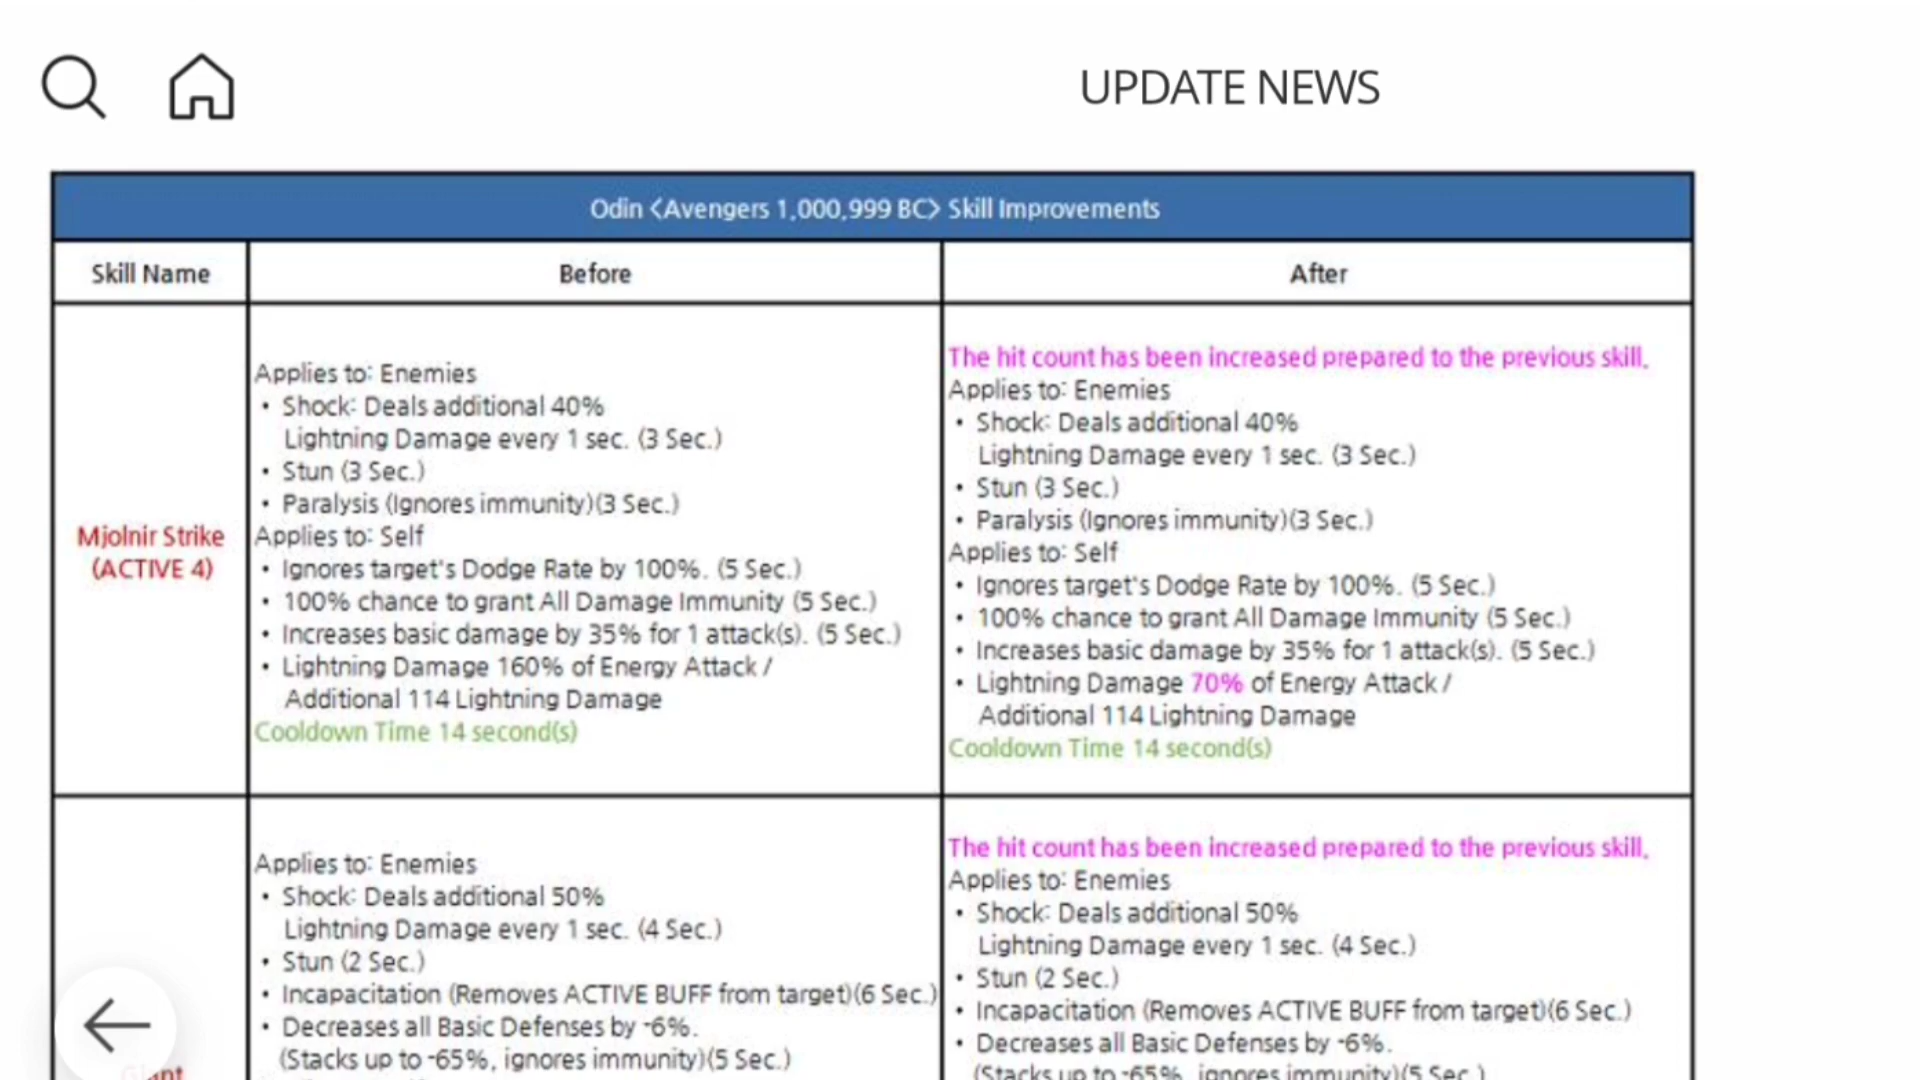 UPDATE NEWS
Odin <Avengers 1,000,999 BC> Skill Improvements
Skill Name
Before
After
Mjolnir Strike
(ACTIVE 4)
Applies to: Enemies
• Shock: Deals additional 40%
Lightning Damage every 1 sec. (3 Sec.)
• Stun (3 Sec.)
• Paralysis (Ignores immunity)(3 Sec.)
Applies to: Self
• Ignores target's Dodge Rate by 100%. (5 Sec.)
• 100% chance to grant All Damage Immunity (5 Sec.)
• Increases basic damage by 35% for 1 attack(s). (5 Sec.)
• Lightning Damage 160% of Energy Attack /
Additional 114 Lightning Damage
Cooldown Time 14 second(s)
The hit count has been increased prepared to the previous skill.
Applies to: Enemies
• Shock: Deals additional 40%
Lightning Damage every 1 sec. (3 Sec.)
• Stun (3 Sec.)
• Paralysis (Ignores immunity)(3 Sec.)
Applies to: Self
• Ignores target's Dodge Rate by 100%. (5 Sec.)
• 100% chance to grant All Damage Immunity (5 Sec.)
• Increases basic damage by 35% for 1 attack(s). (5 Sec.)
• Lightning Damage 70% of Energy Attack /
Additional 114 Lightning Damage
Cooldown Time 14 second(s)
Applies to: Enemies
• Shock: Deals additional 50%
Lightning Damage every 1 sec. (4 Sec.)
• Stun (2 Sec.)
• Incapacitation (Removes ACTIVE BUFF from target)(6 Sec.)
• Decreases all Basic Defenses by -6%.
(Stacks up to -65%, ignores immunity)(5 Sec.)
The hit count has been increased prepared to the previous skill.
Applies to: Enemies
• Shock: Deals additional 50%
Lightning Damage every 1 sec. (4 Sec.)
• Stun (2 Sec.)
• Incapacitation (Removes ACTIVE BUFF from target)(6 Sec.)
• Decreases all Basic Defenses by -6%.
(Stacks up to -65%, ignores immunity)(5 Sec.)